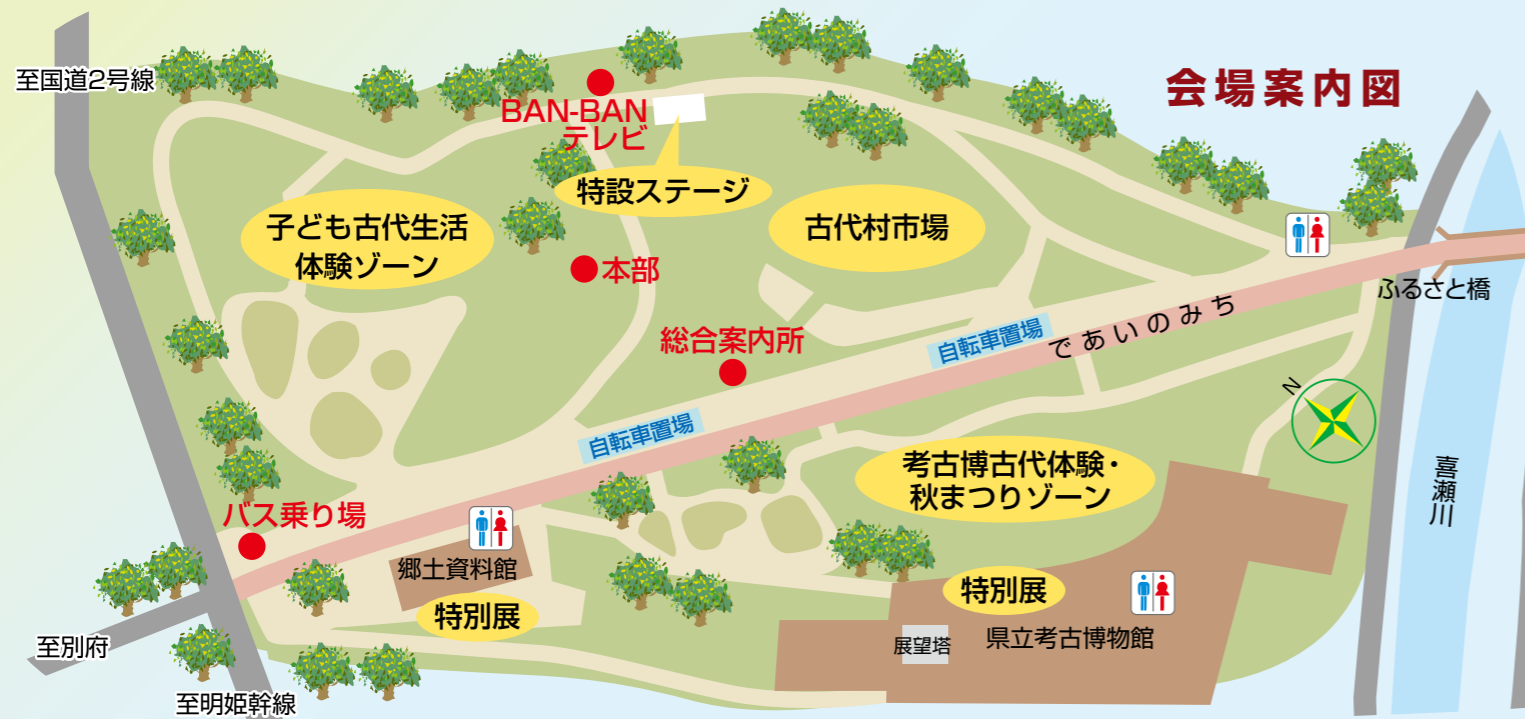 会場案内図
至国道2号線
BAN-BAN
テレビ
特設ステージ
子ども古代生活
体験ゾーン
古代村市場
本部
ふるさと橋
総合案内所
自転車置場
であいのみち
N
自転車置場
考古博古代体験・
秋まつりゾーン
喜瀬川
バス乗り場
郷土資料館
特別展
特別展
展望塔
県立考古博物館
至別府
至明姫幹線